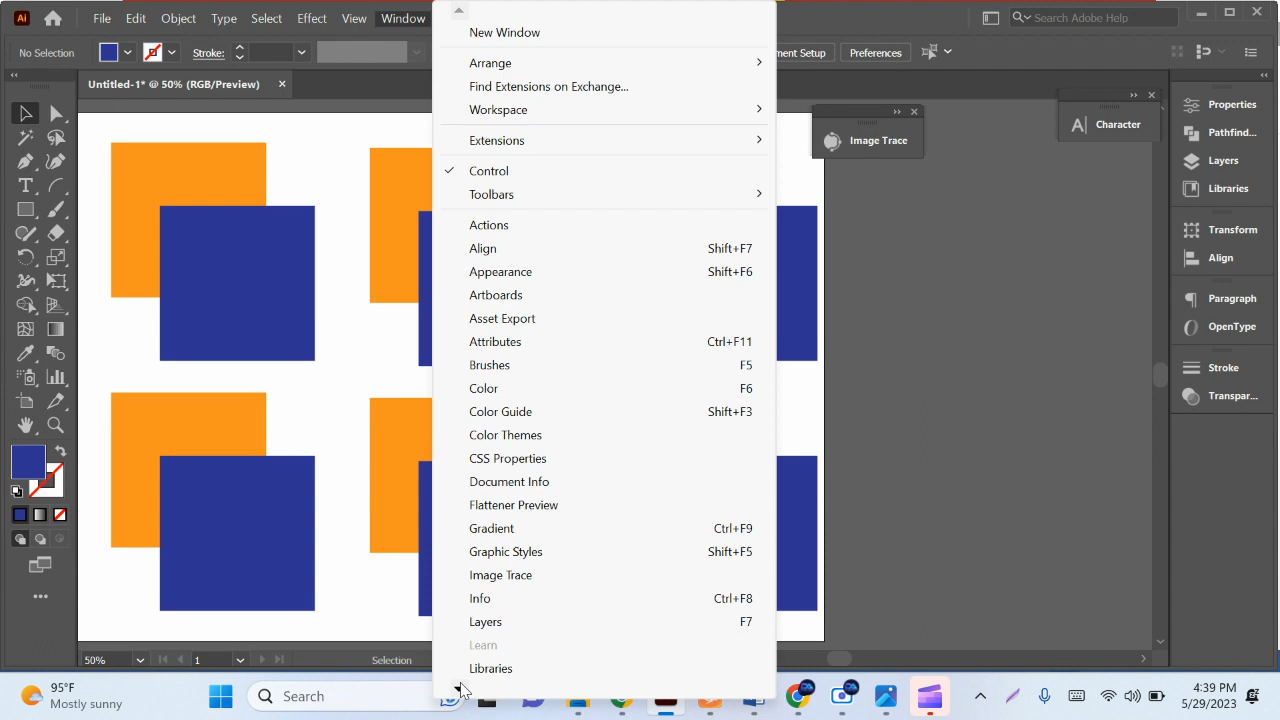 Ai File Edit Object Type Select Effect View Window Search Adobe Help
No Selection Stroke: Preferences
Untitled-1* @ 50% (RGB/Preview)
New Window
Arrange
Find Extensions on Exchange...
Workspace
Extensions
Control
Toolbars
Actions
Align Shift+F7
Appearance Shift+F6
Artboards
Asset Export
Attributes Ctrl+F11
Brushes F5
Color F6
Color Guide Shift+F3
Color Themes
CSS Properties
Document Info
Flattener Preview
Gradient Ctrl+F9
Graphic Styles Shift+F5
Image Trace
Info Ctrl+F8
Layers F7
Learn
Libraries
Image Trace
Character
Properties
Pathfind...
Layers
Libraries
Transform
Align
Paragraph
OpenType
Stroke
Transpar...
50% 1 Selection
95°F
Mostly sunny
Search
4:39 PM
5/29/2023